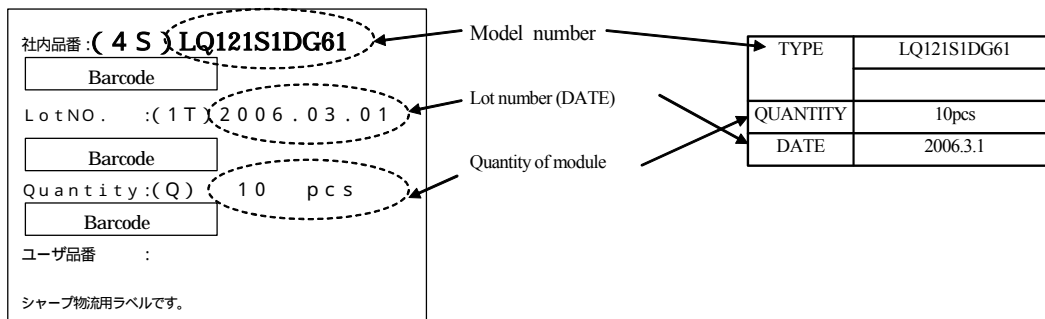 社内品番:(4S)LQ121S1DG61
Barcode
LotNO. :(1T)2006.03.01
Barcode
Quantity:(Q) 10 pcs
Barcode
ユーザ品番 :
シャープ物流用ラベルです。
Model number
Lot number (DATE)
Quantity of module
TYPE LQ121S1DG61
QUANTITY 10pcs
DATE 2006.3.1